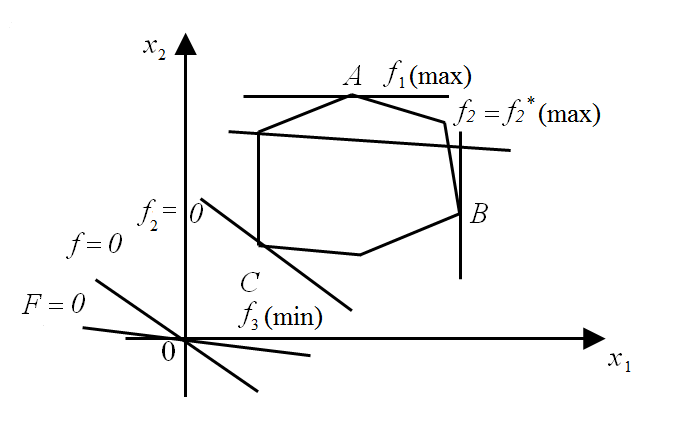 x₂
A f₁(max)
f₂ = f₂*(max)
f₂ = 0
B
f = 0
C
F = 0
f₃ (min)
0
x₁